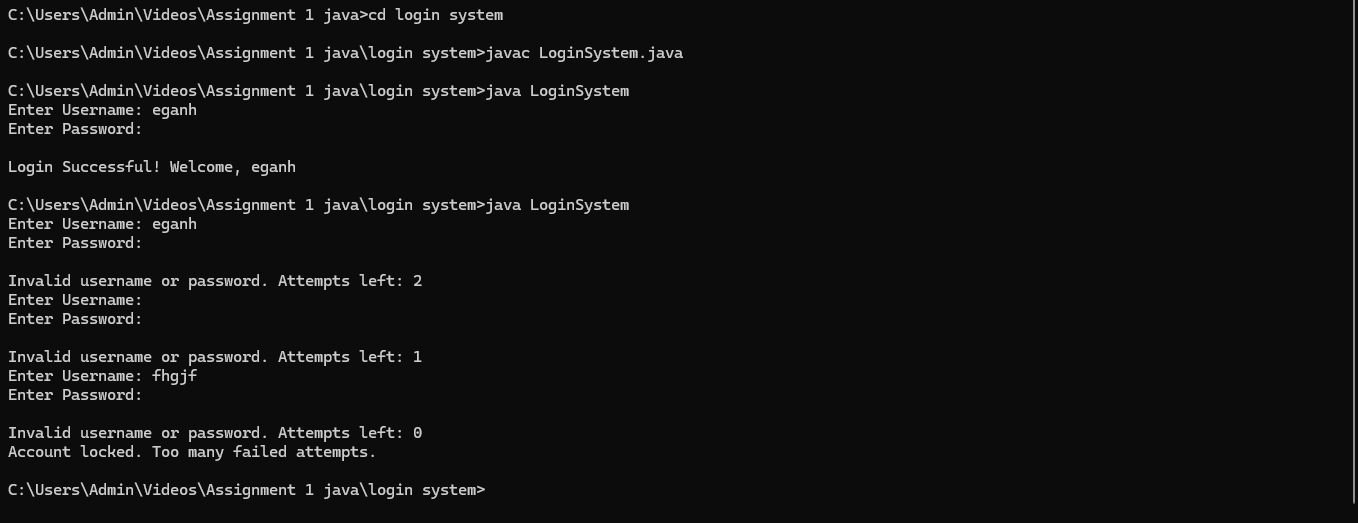 C:\Users\Admin\Videos\Assignment 1 java>cd login system
C:\Users\Admin\Videos\Assignment 1 java\login system>javac LoginSystem.java
C:\Users\Admin\Videos\Assignment 1 java\login system>java LoginSystem
Enter Username: eganh
Enter Password:
Login Successful! Welcome, eganh
C:\Users\Admin\Videos\Assignment 1 java\login system>java LoginSystem
Enter Username: eganh
Enter Password:
Invalid username or password. Attempts left: 2
Enter Username:
Enter Password:
Invalid username or password. Attempts left: 1
Enter Username: fhgjf
Enter Password:
Invalid username or password. Attempts left: 0
Account locked. Too many failed attempts.
C:\Users\Admin\Videos\Assignment 1 java\login system>